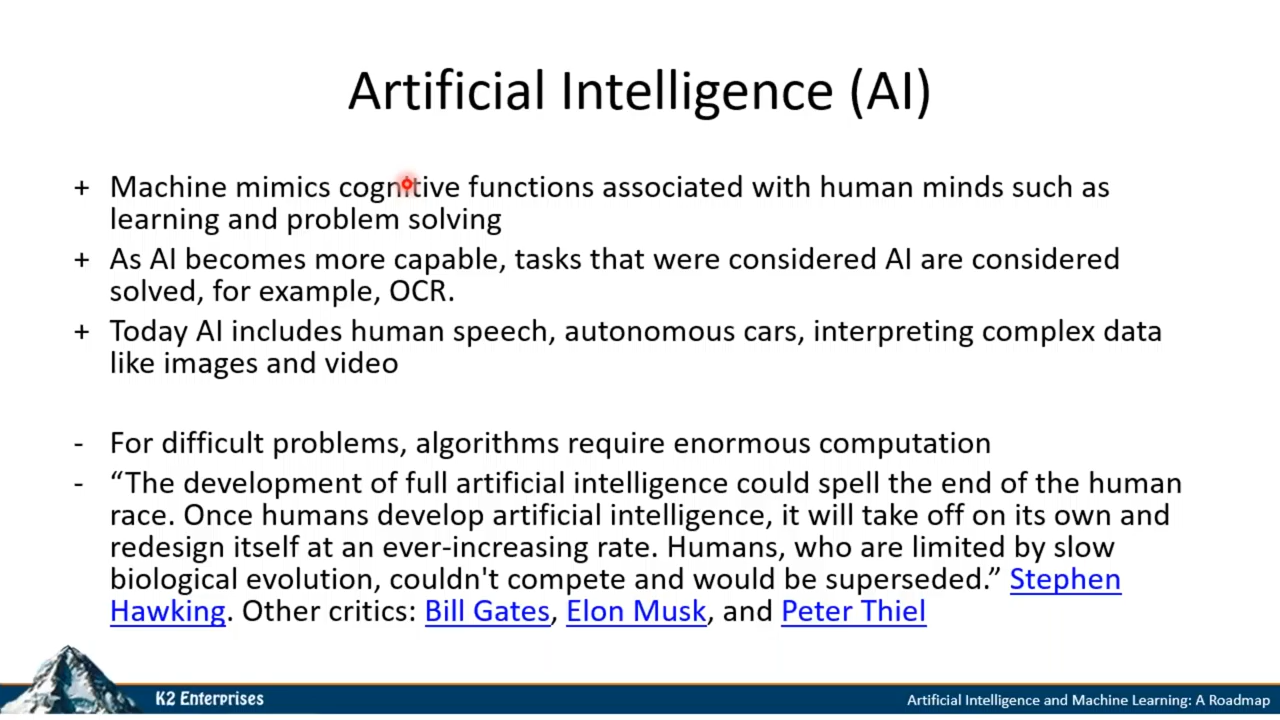 Artificial Intelligence (AI)
+ Machine mimics cognitive functions associated with human minds such as
learning and problem solving
+ As AI becomes more capable, tasks that were considered AI are considered
solved, for example, OCR.
+ Today AI includes human speech, autonomous cars, interpreting complex data
like images and video
- For difficult problems, algorithms require enormous computation
- “The development of full artificial intelligence could spell the end of the human
race. Once humans develop artificial intelligence, it will take off on its own and
redesign itself at an ever-increasing rate. Humans, who are limited by slow
biological evolution, couldn't compete and would be superseded.” Stephen
Hawking. Other critics: Bill Gates, Elon Musk, and Peter Thiel
K2 Enterprises
Artificial Intelligence and Machine Learning: A Roadmap